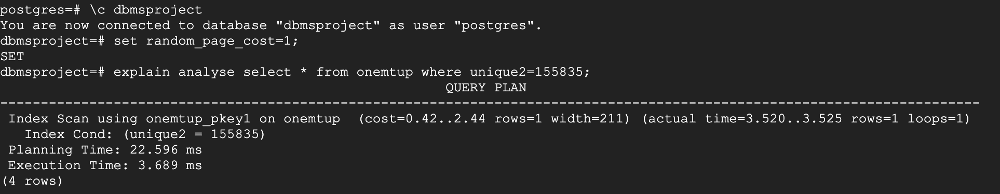 postgres=# \c dbmsproject
You are now connected to database "dbmsproject" as user "postgres".
dbmsproject=# set random_page_cost=1;
SET
dbmsproject=# explain analyse select * from onemtup where unique2=155835;
QUERY PLAN
-------------------------------------------------------------------------------------------------------------------------
Index Scan using onemtup_pkey1 on onemtup  (cost=0.42..2.44 rows=1 width=211) (actual time=3.520..3.525 rows=1 loops=1)
Index Cond: (unique2 = 155835)
Planning Time: 22.596 ms
Execution Time: 3.689 ms
(4 rows)